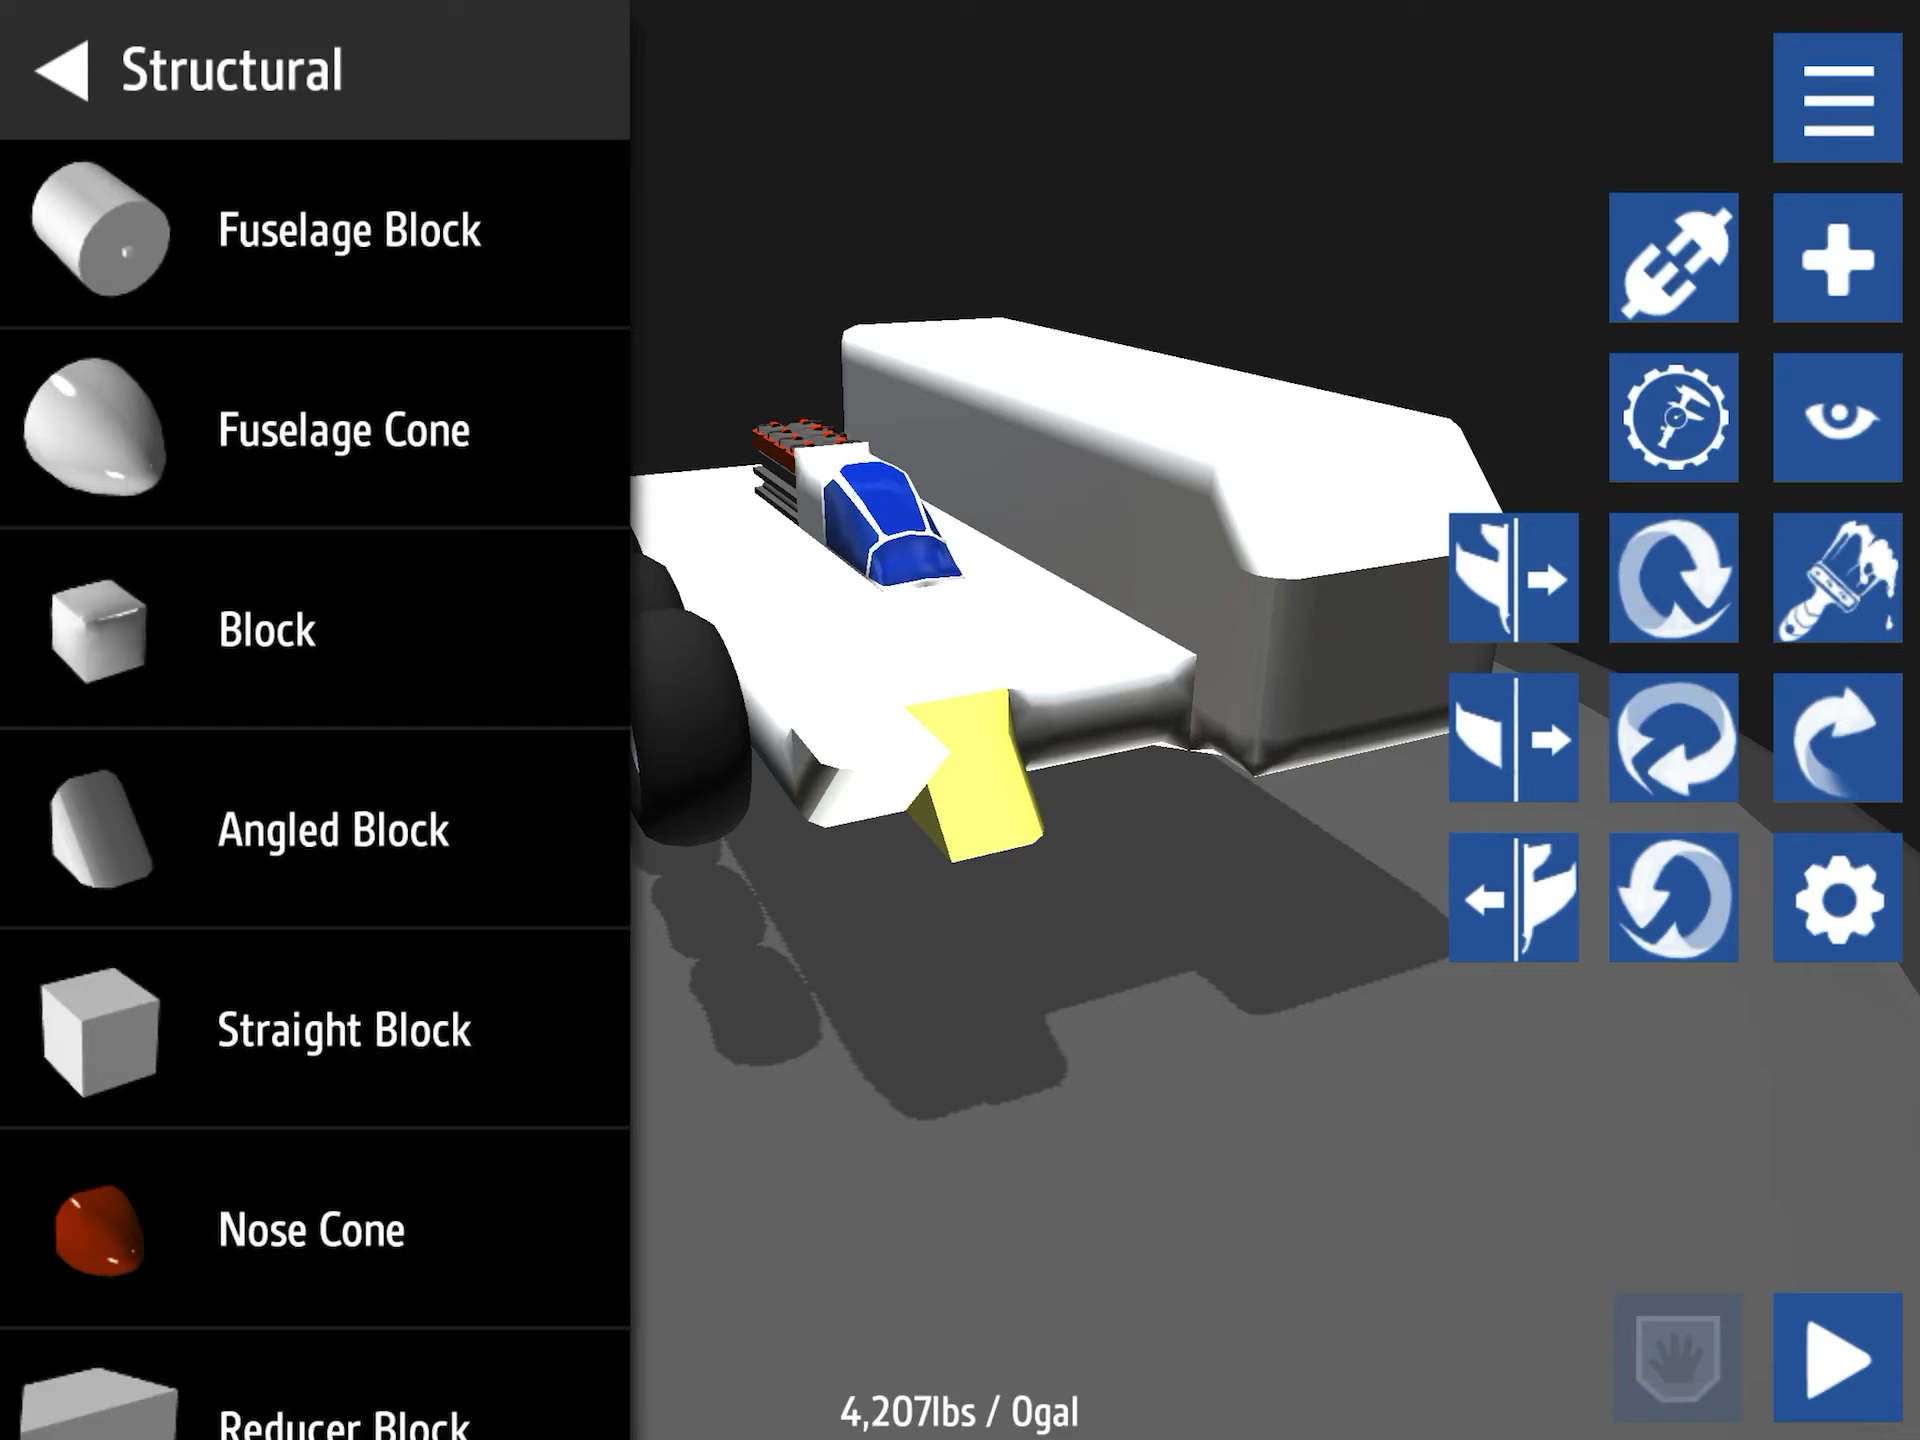 Structural
Fuselage Block
Fuselage Cone
Block
Angled Block
Straight Block
Nose Cone
Reducer Block
4,207lbs / 0gal